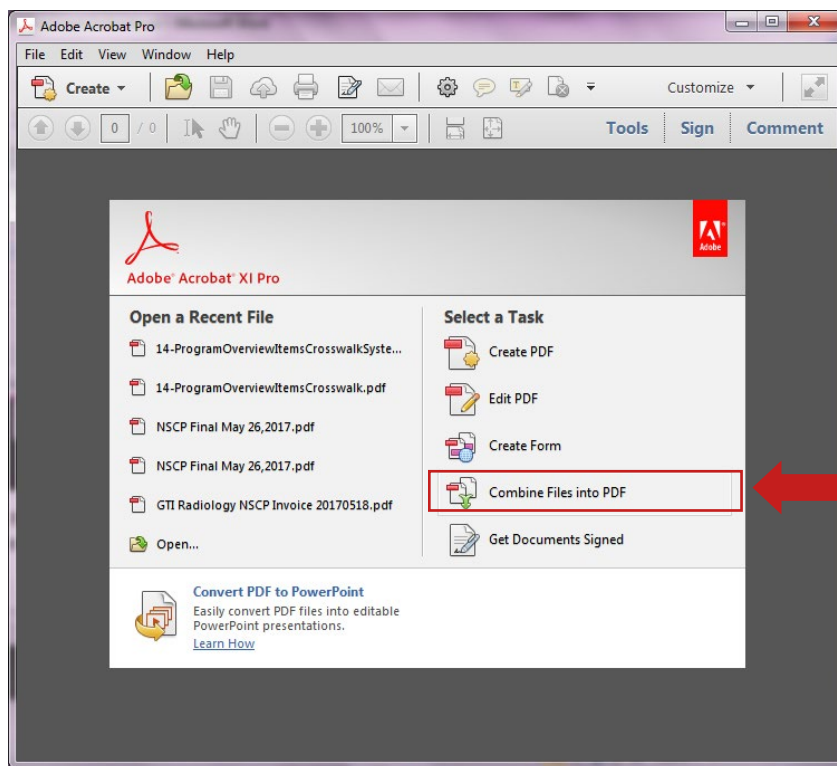 Adobe Acrobat Pro
File Edit View Window Help
Create Customize
0 / 0 100% Tools Sign Comment
Adobe
Adobe® Acrobat® XI Pro
Open a Recent File
14-ProgramOverviewItemsCrosswalkSyste...
14-ProgramOverviewItemsCrosswalk.pdf
NSCP Final May 26,2017.pdf
NSCP Final May 26,2017.pdf
GTI Radiology NSCP Invoice 20170518.pdf
Open...
Select a Task
Create PDF
Edit PDF
Create Form
Combine Files into PDF
Get Documents Signed
Convert PDF to PowerPoint
Easily convert PDF files into editable
PowerPoint presentations.
Learn How